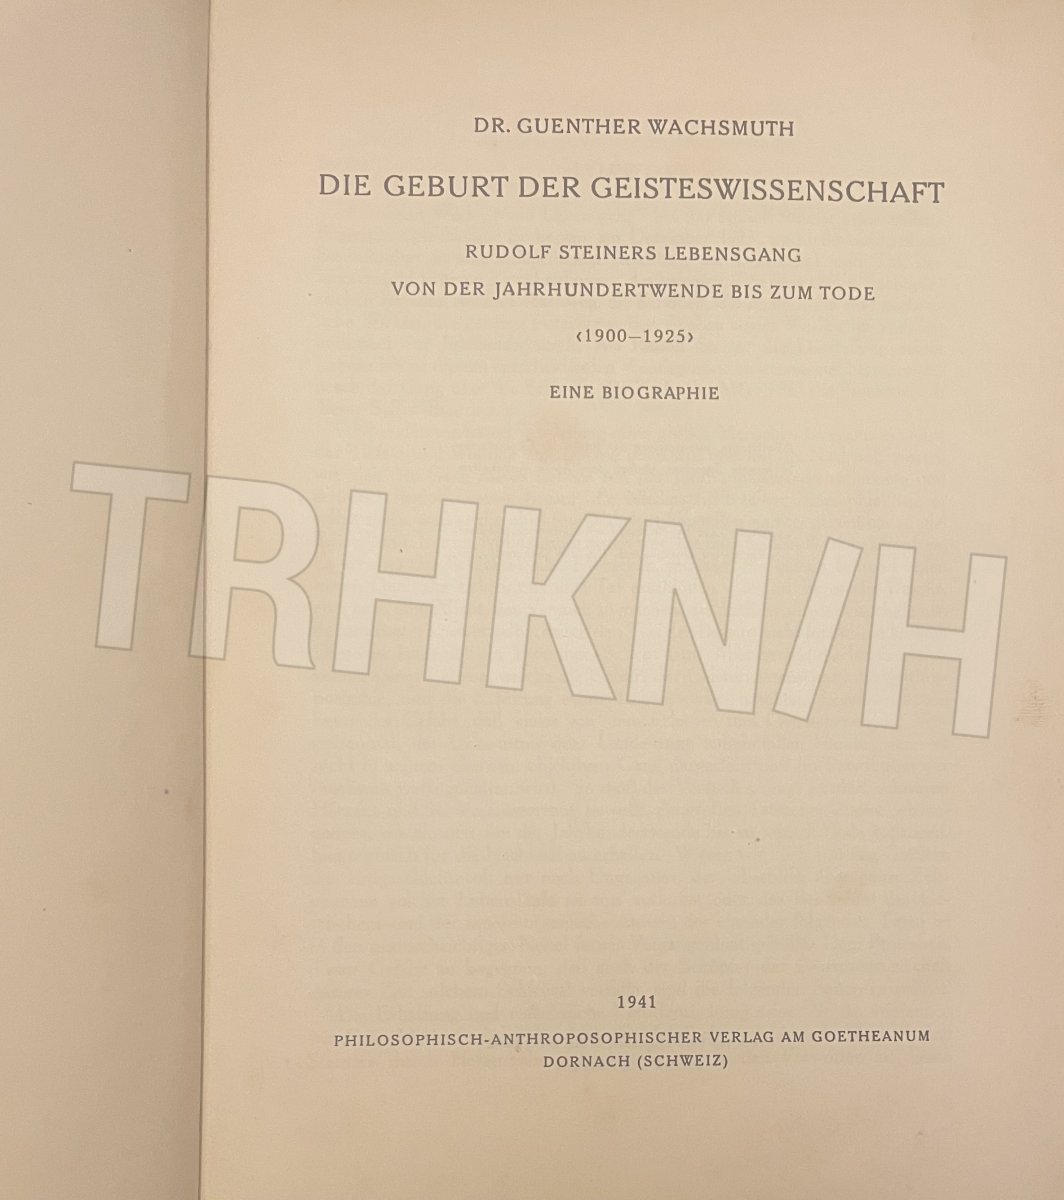 DR. GUENTHER WACHSMUTH
DIE GEBURT DER GEISTESWISSENSCHAFT
RUDOLF STEINERS LEBENSGANG
VON DER JAHRHUNDERTWENDE BIS ZUM TODE
‹1900–1925›
EINE BIOGRAPHIE
TRHKN/H
1941
PHILOSOPHISCH-ANTHROPOSOPHISCHER VERLAG AM GOETHEANUM
DORNACH (SCHWEIZ)